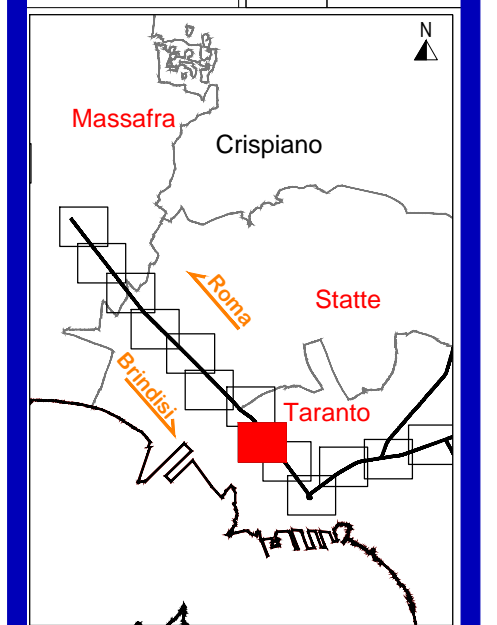 N
Massafra
Crispiano
Roma
Statte
Brindisi
Taranto